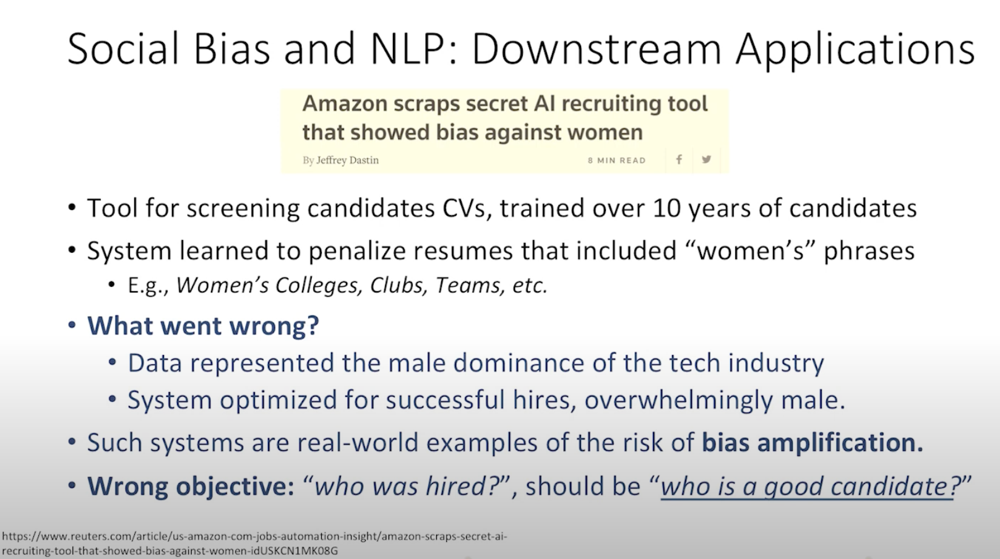 Social Bias and NLP: Downstream Applications
Amazon scraps secret AI recruiting tool
that showed bias against women
By Jeffrey Dastin
8 MIN READ
• Tool for screening candidates CVs, trained over 10 years of candidates
• System learned to penalize resumes that included “women’s” phrases
• E.g., Women’s Colleges, Clubs, Teams, etc.
• What went wrong?
• Data represented the male dominance of the tech industry
• System optimized for successful hires, overwhelmingly male.
• Such systems are real-world examples of the risk of bias amplification.
• Wrong objective: “who was hired?”, should be “who is a good candidate?”
https://www.reuters.com/article/us-amazon-com-jobs-automation-insight/amazon-scraps-secret-ai-
recruiting-tool-that-showed-bias-against-women-idUSKCN1MK08G